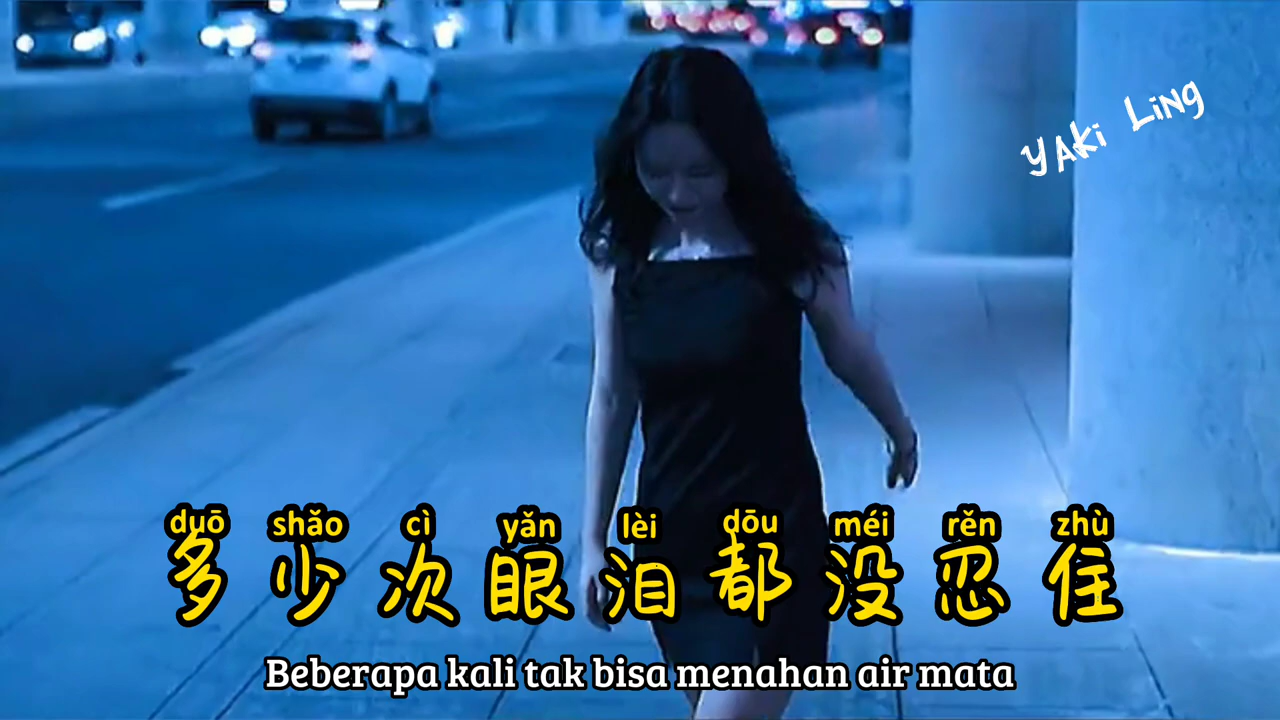 YAKi LiNg
duō shǎo cì yǎn lèi dōu méi rěn zhù
多少次眼泪都没忍住
Beberapa kali tak bisa menahan air mata